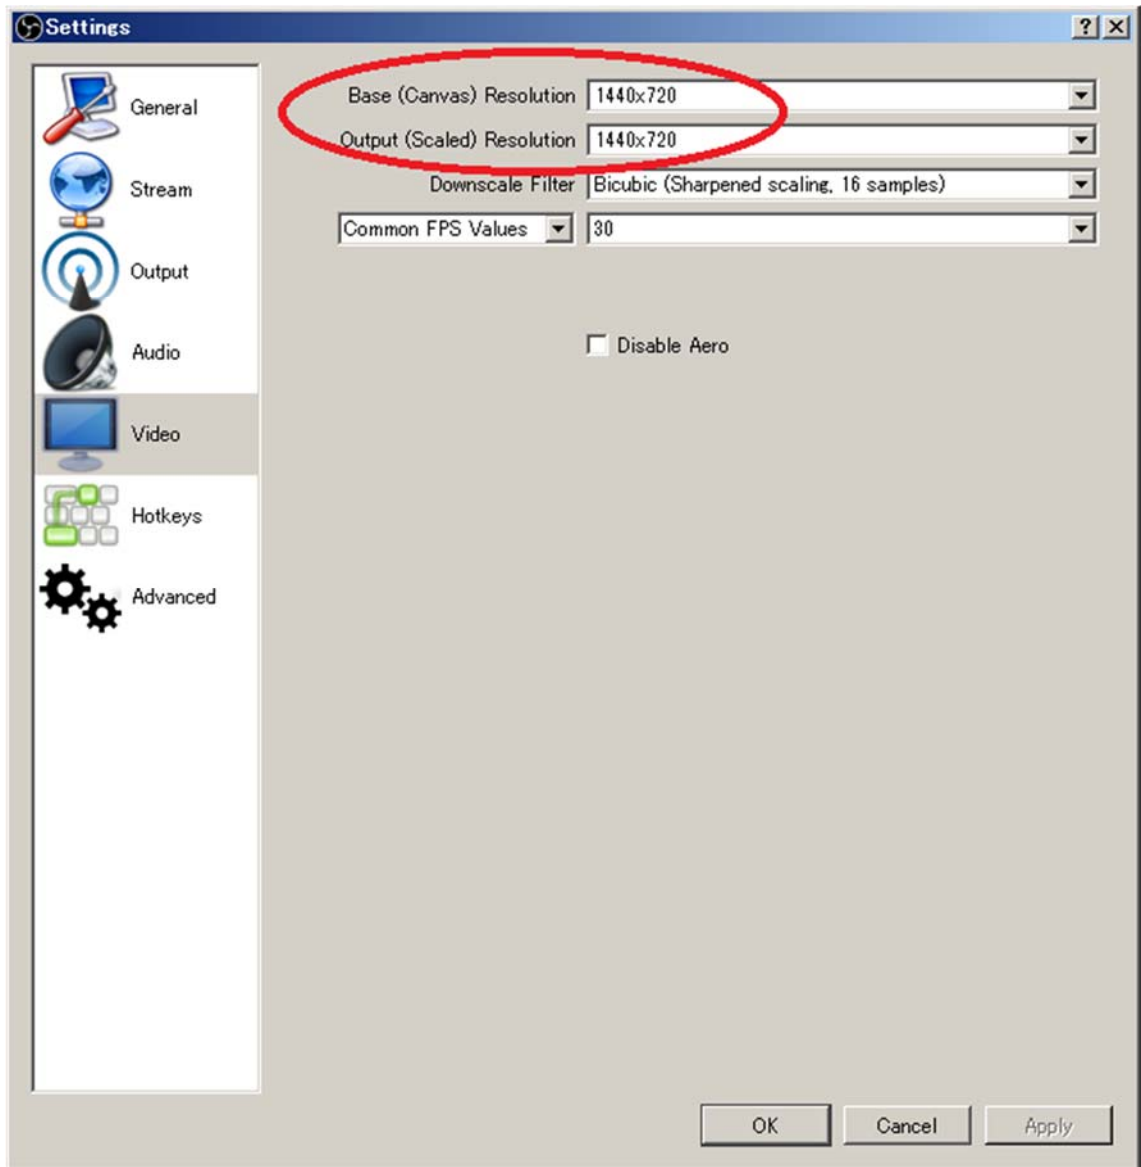 Settings
General
Stream
Output
Audio
Video
Hotkeys
Advanced
Base (Canvas) Resolution 1440x720
Output (Scaled) Resolution 1440x720
Downscale Filter Bicubic (Sharpened scaling, 16 samples)
Common FPS Values 30
Disable Aero
OK Cancel Apply